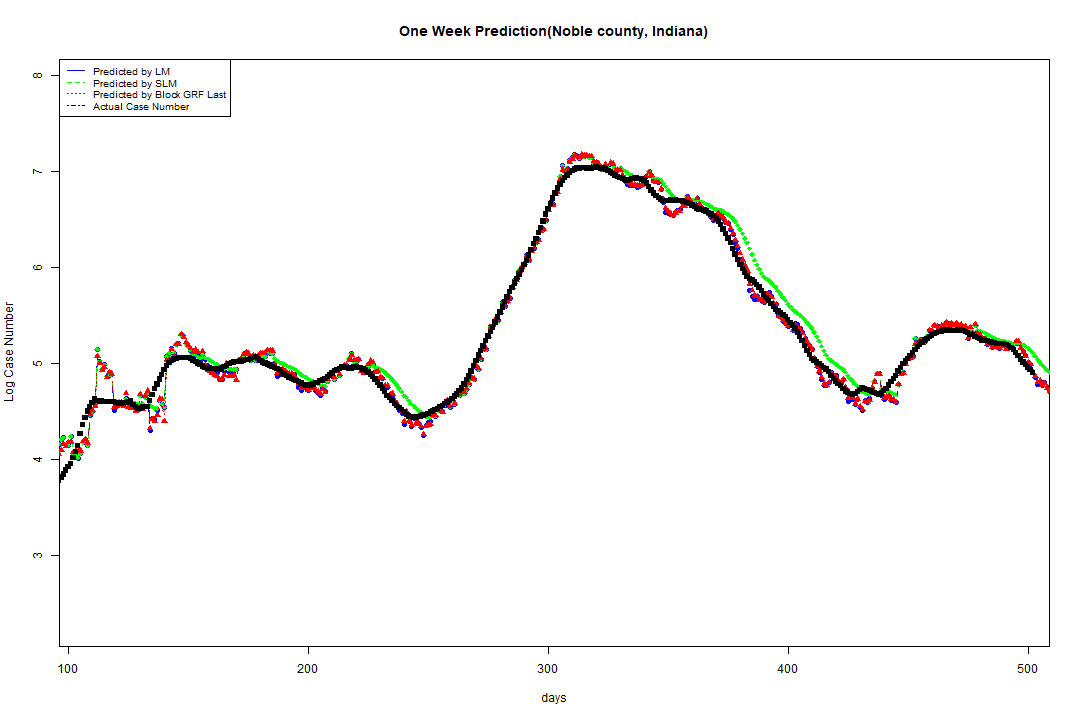 One Week Prediction(Noble county, Indiana)
Predicted by LM
Predicted by SLM
Predicted by Block GRF Last
Actual Case Number
8
7
6
5
4
3
Log Case Number
100 200 300 400 500
days